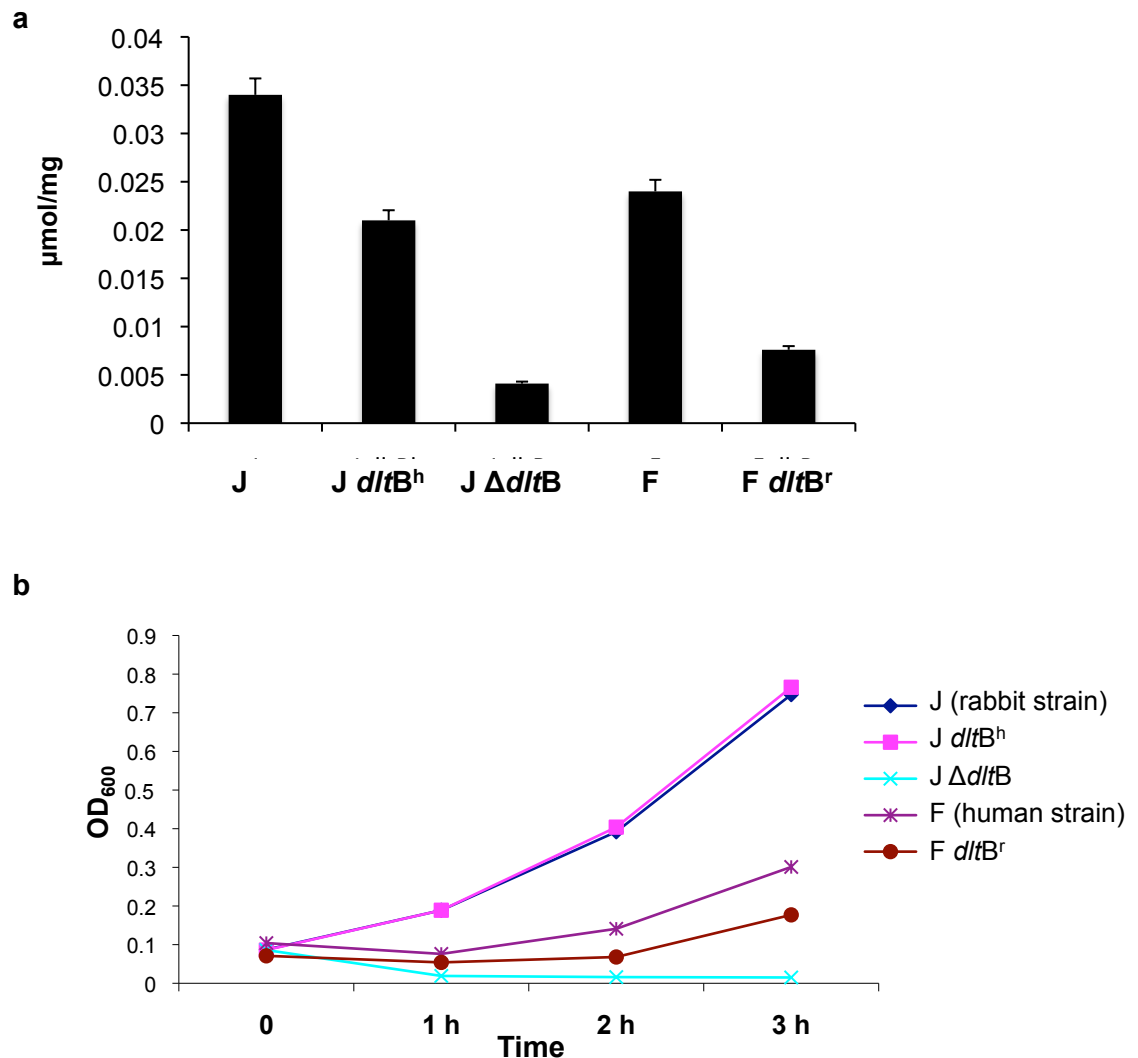 a
0.04
0.035
0.03
0.025
0.02
0.015
0.01
0.005
0
µmol/mg
J
J dltBʰ
J ΔdltB
F
F dltBʳ
b
0.9
0.8
0.7
0.6
0.5
0.4
0.3
0.2
0.1
0
OD₆₀₀
0
1 h
2 h
3 h
Time
J (rabbit strain)
J dltBʰ
J ΔdltB
F (human strain)
F dltBʳ